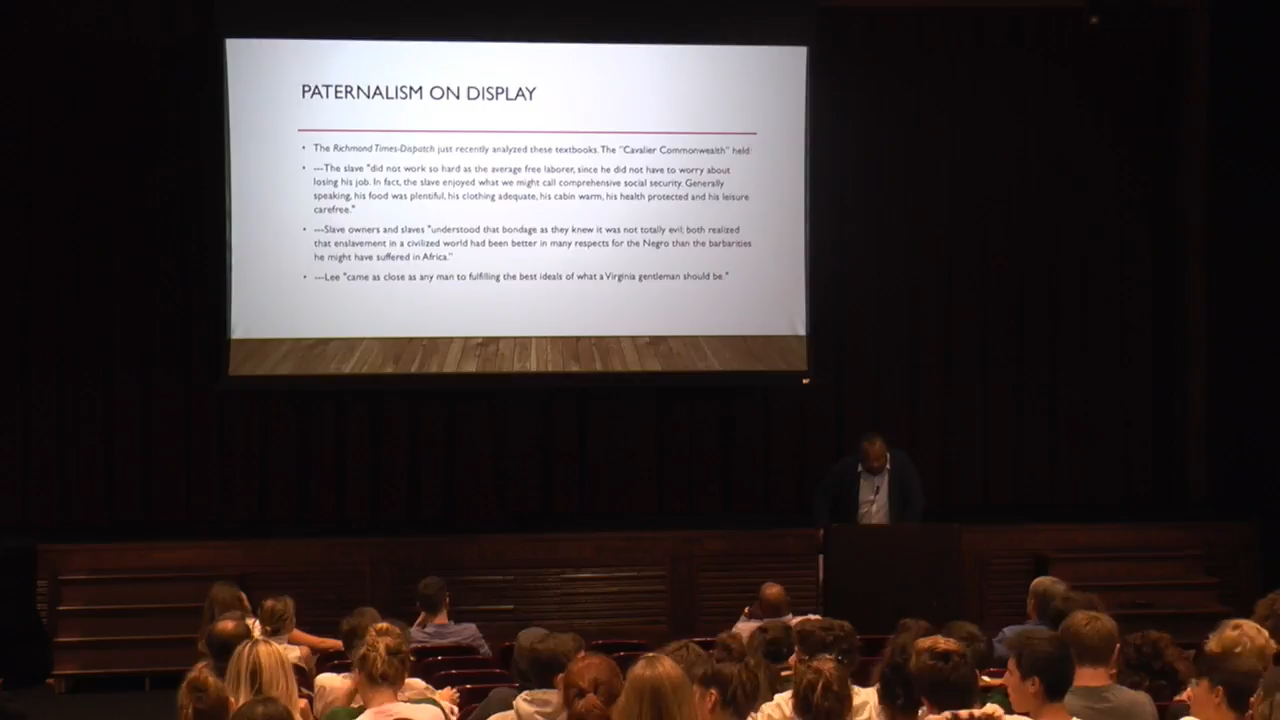 PATERNALISM ON DISPLAY
• The Richmond Times-Dispatch just recently analyzed these textbooks. The "Cavalier Commonwealth" held:
• ---The slave "did not work so hard as the average free laborer, since he did not have to worry about
losing his job. In fact, the slave enjoyed what we might call comprehensive social security. Generally
speaking, his food was plentiful, his clothing adequate, his cabin warm, his health protected and his leisure
carefree."
• ---Slave owners and slaves "understood that bondage as they knew it was not totally evil; both realized
that enslavement in a civilized world had been better in many respects for the Negro than the barbarities
he might have suffered in Africa."
• ---Lee "came as close as any man to fulfilling the best ideals of what a Virginia gentleman should be."